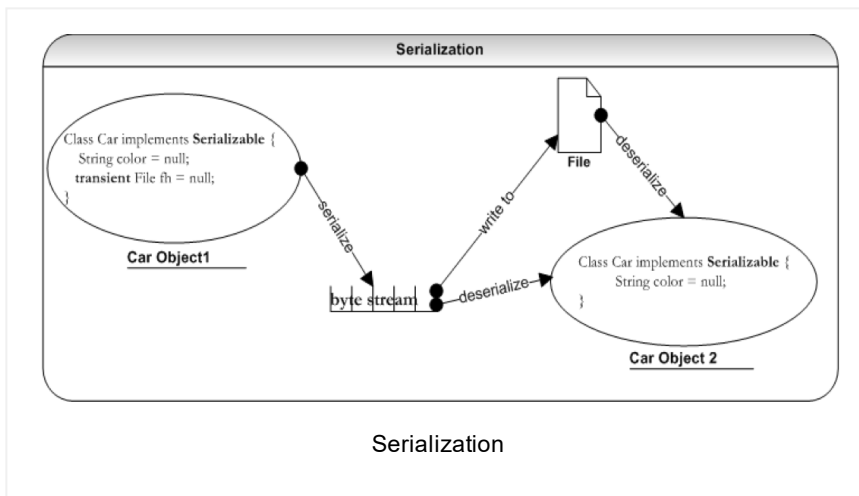 Serialization
Class Car implements Serializable {
String color = null;
transient File fh = null;
}
Car Object1
serialize
byte stream
write to
File
deserialize
deserialize
Class Car implements Serializable {
String color = null;
}
Car Object 2
Serialization